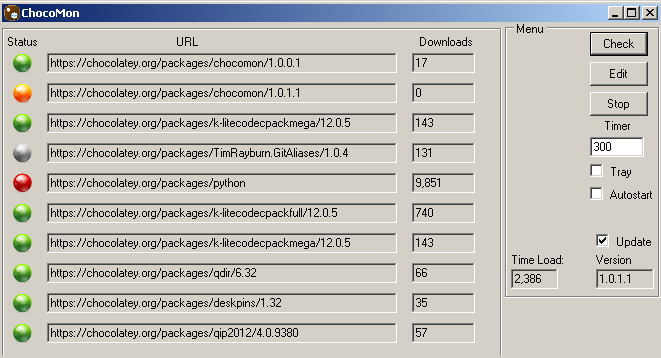 ChocoMon
Status URL Downloads
https://chocolatey.org/packages/chocomon/1.0.0.1 17
https://chocolatey.org/packages/chocomon/1.0.1.1 0
https://chocolatey.org/packages/k-litecodecpackmega/12.0.5 143
https://chocolatey.org/packages/TimRayburn.GitAliases/1.0.4 131
https://chocolatey.org/packages/python 9,851
https://chocolatey.org/packages/k-litecodecpackfull/12.0.5 740
https://chocolatey.org/packages/k-litecodecpackmega/12.0.5 143
https://chocolatey.org/packages/qdir/6.32 66
https://chocolatey.org/packages/deskpins/1.32 35
https://chocolatey.org/packages/qip2012/4.0.9380 57
Menu
Check
Edit
Stop
Timer
300
Tray
Autostart
Update
Time Load: Version
2,386 1.0.1.1